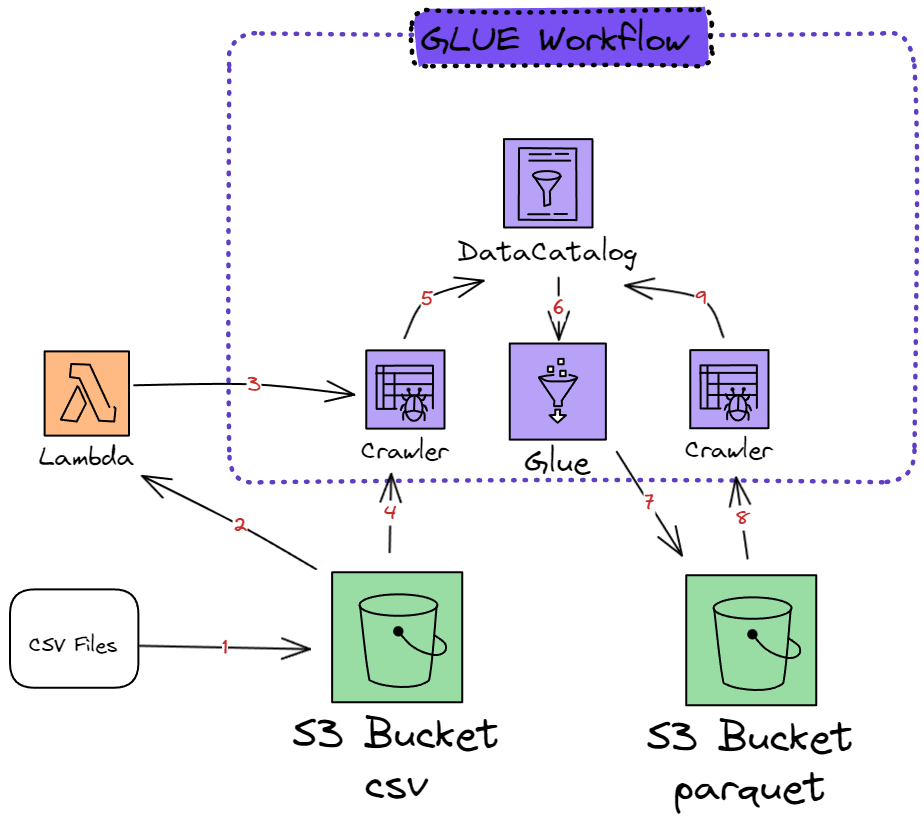 GLUE Workflow
DataCatalog
5
6
9
3
Lambda
Crawler
Glue
Crawler
2
4
7
8
CSV Files
1
S3 Bucket
csv
S3 Bucket
parquet